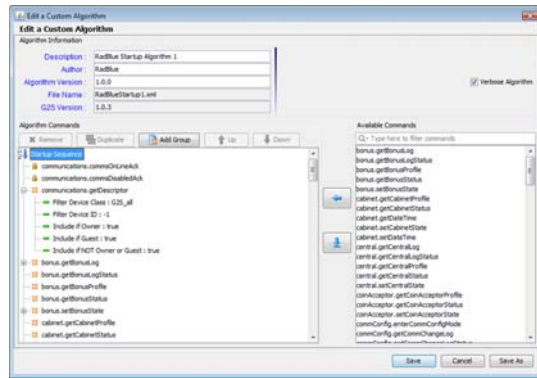 Edit a Custom Algorithm
Edit a Custom Algorithm
Algorithm Information
Description : RadBlue Startup Algorithm 1
Author : RadBlue
Algorithm Version : 1.0.0
File Name : RadBlueStartup1.xml
G2S Version : 1.0.3
Verbose Algorithm
Algorithm Commands
Remove Duplicate Add Group Up Down
Startup Sequence
communications.commsOnLineAck
communications.commsDisabledAck
communications.getDescriptor
Filter Device Class : G2S_all
Filter Device ID : -1
Include if Owner : true
Include if Guest : true
Include if NOT Owner or Guest : true
bonus.getBonusLog
bonus.getBonusLogStatus
bonus.getBonusProfile
bonus.getBonusStatus
bonus.setBonusState
cabinet.getCabinetProfile
cabinet.getCabinetStatus
Available Commands
Type here to filter commands
bonus.getBonusLog
bonus.getBonusLogStatus
bonus.getBonusProfile
bonus.getBonusStatus
bonus.setBonusState
cabinet.getCabinetProfile
cabinet.getCabinetStatus
cabinet.getDateTime
cabinet.setCabinetState
cabinet.setDateTime
central.getCentralLog
central.getCentralLogStatus
central.getCentralProfile
central.getCentralStatus
central.setCentralState
coinAcceptor.getCoinAcceptorProfile
coinAcceptor.getCoinAcceptorStatus
coinAcceptor.setCoinAcceptorState
commConfig.enterCommConfigMode
commConfig.getCommChangeLog
commConfig.getCommChangeLogStatus
Save Cancel Save As